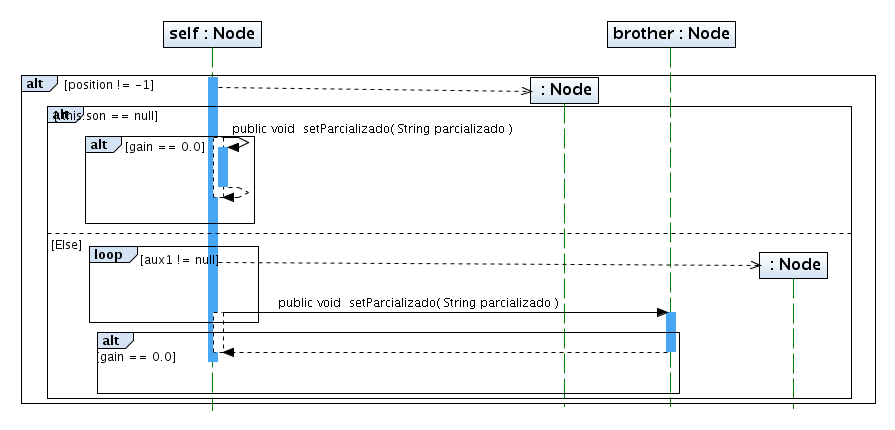 self : Node
brother : Node
alt
[position != -1]
: Node
alt
this.son == null]
public void setParcializado( String parcializado )
alt
[gain == 0.0]
[Else]
loop
[aux1 != null]
: Node
public void setParcializado( String parcializado )
alt
[gain == 0.0]